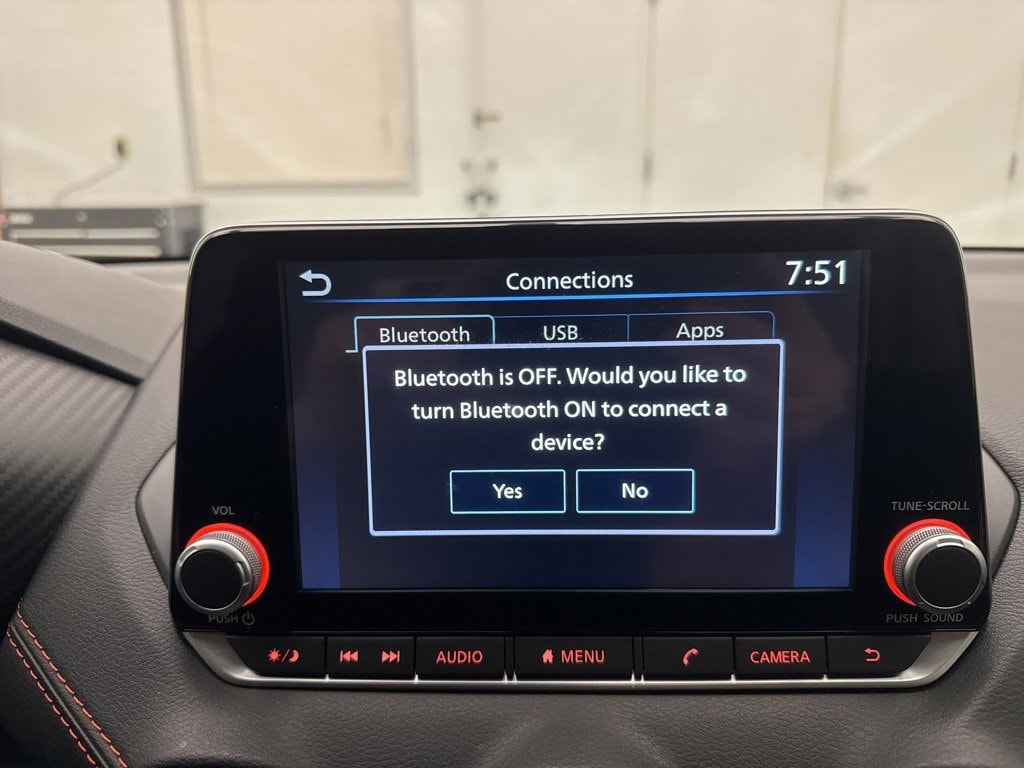 Connections
7:51
Bluetooth
USB
Apps
Bluetooth is OFF. Would you like to
turn Bluetooth ON to connect a
device?
Yes
No
VOL
TUNE·SCROLL
PUSH
PUSH SOUND
AUDIO
MENU
CAMERA